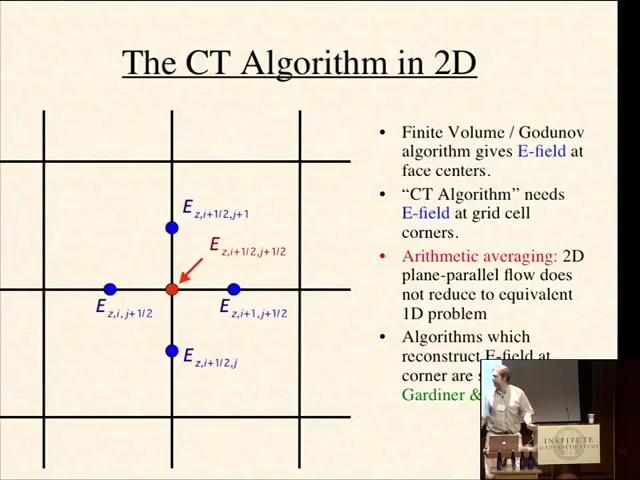 The CT Algorithm in 2D
E z,i+1/2,j+1
E z,i+1/2,j+1/2
E z,i,j+1/2
E z,i+1,j+1/2
E z,i+1/2,j
• Finite Volume / Godunov
algorithm gives E-field at
face centers.
• “CT Algorithm” needs
E-field at grid cell
corners.
• Arithmetic averaging: 2D
plane-parallel flow does
not reduce to equivalent
1D problem
• Algorithms which
reconstruct E-field at
corner are
Gardiner &
INSTITUTE
ADVANCED STUDY